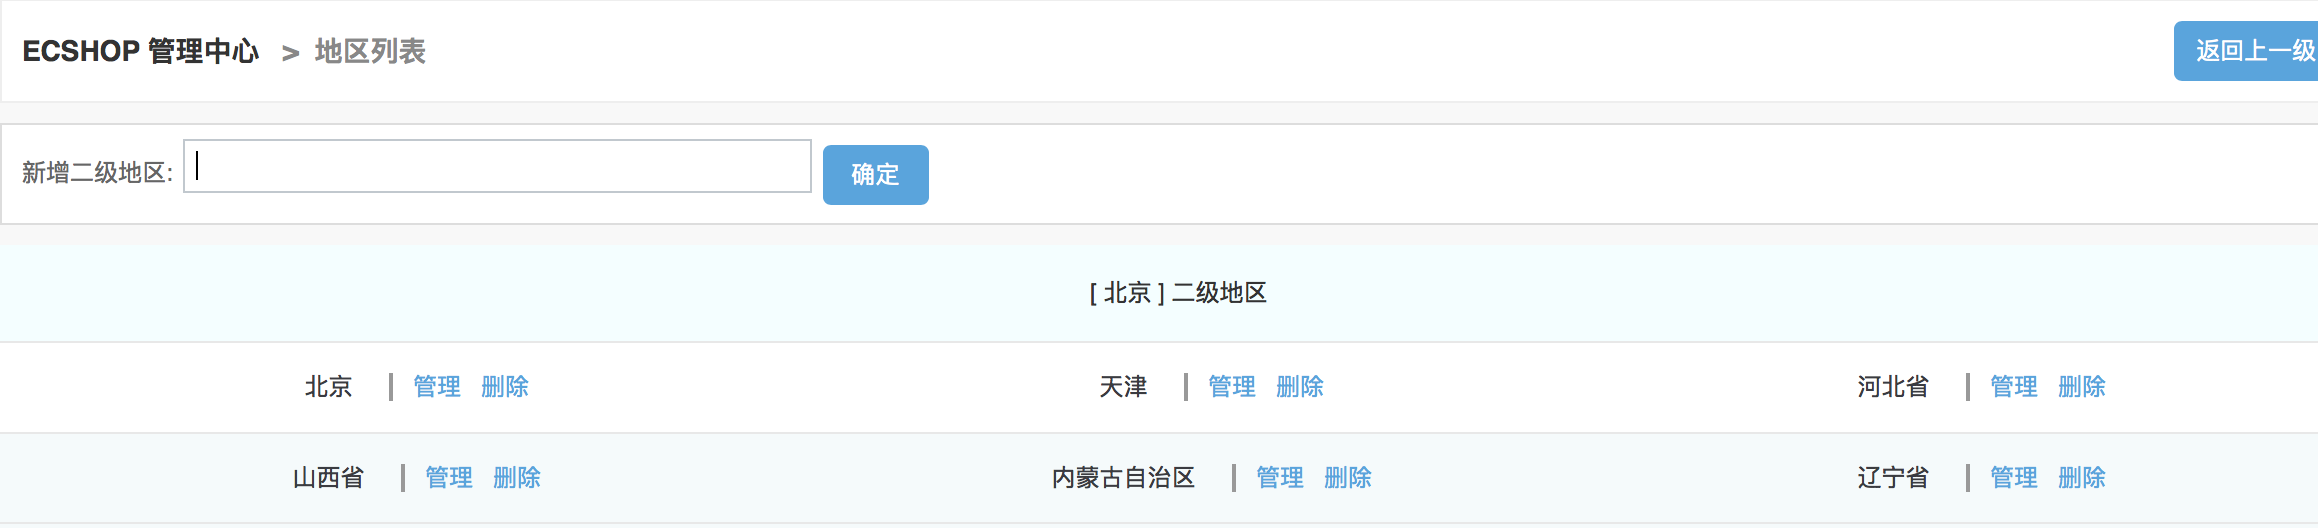 ECSHOP 管理中心 > 地区列表 返回上一级
新增二级地区: 确定
[ 北京 ] 二级地区
北京 | 管理 删除 天津 | 管理 删除 河北省 | 管理 删除
山西省 | 管理 删除 内蒙古自治区 | 管理 删除 辽宁省 | 管理 删除